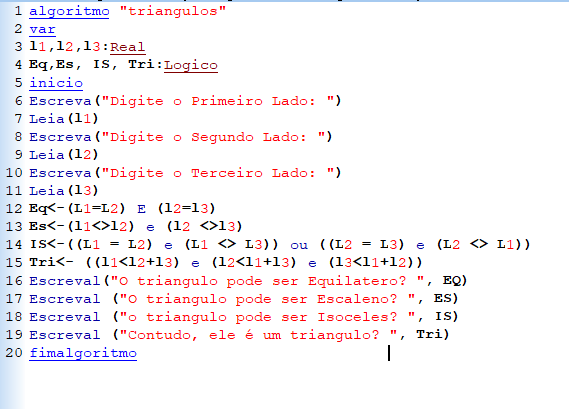 1 algoritmo "triangulos"
2 var
3 l1,l2,l3:Real
4 Eq,Es, IS, Tri:Logico
5 inicio
6 Escreva("Digite o Primeiro Lado: ")
7 Leia(l1)
8 Escreva("Digite o Segundo Lado: ")
9 Leia(l2)
10 Escreva("Digite o Terceiro Lado: ")
11 Leia(l3)
12 Eq<-(L1=L2) E (l2=l3)
13 Es<-(l1<>l2) e (l2 <>l3)
14 IS<-((L1 = L2) e (L1 <> L3)) ou ((L2 = L3) e (L2 <> L1))
15 Tri<- ((l1<l2+l3) e (l2<l1+l3) e (l3<l1+l2))
16 Escreval("O triangulo pode ser Equilatero? ", EQ)
17 Escreval ("O triangulo pode ser Escaleno? ", ES)
18 Escreval ("o triangulo pode ser Isoceles? ", IS)
19 Escreval ("Contudo, ele é um triangulo? ", Tri)
20 fimalgoritmo